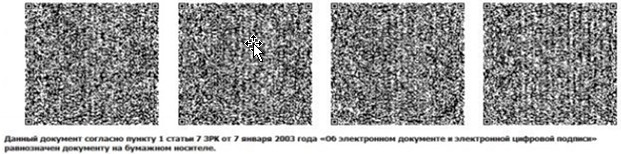 Данный документ согласно пункту 1 статьи 7 ЗРК от 7 января 2003 года «Об электронном документе и электронной цифровой подписи»
равнозначен документу на бумажном носителе.